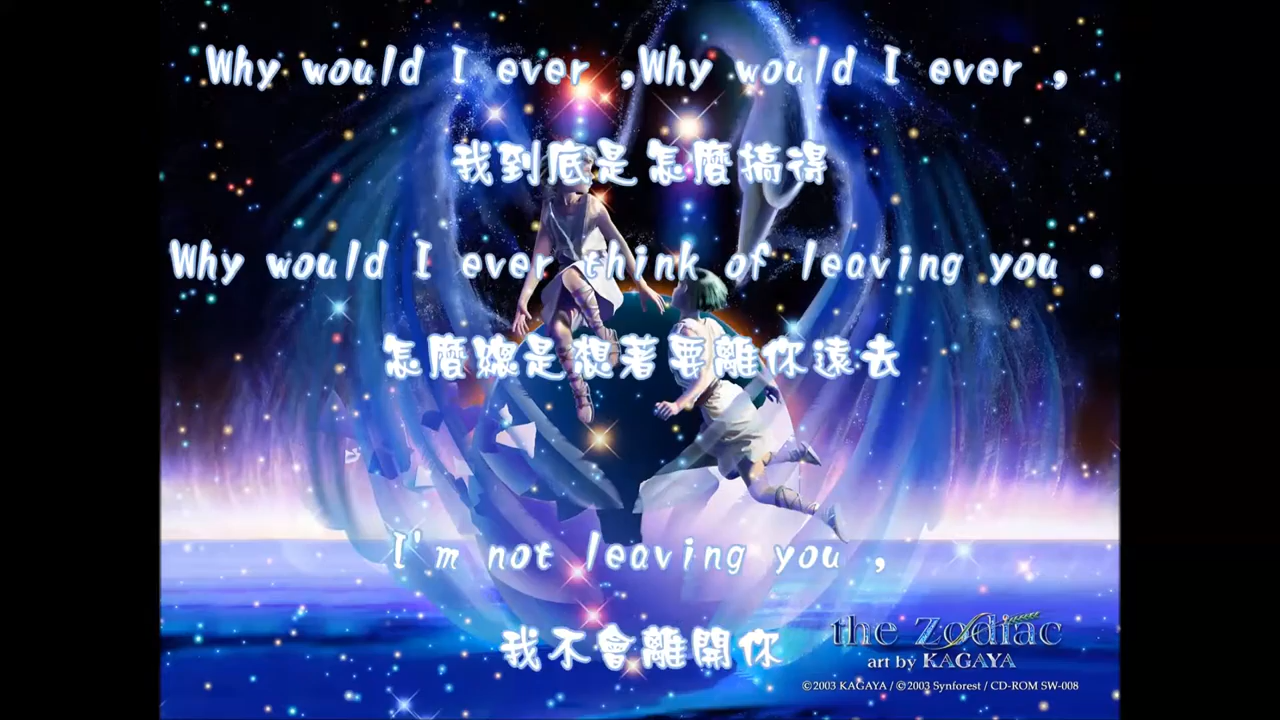 Why would I ever ,Why would I ever ,
我到底是怎麼搞得
Why would I ever think of leaving you .
怎麼總是想著要離你遠去
I'm not leaving you ,
我不會離開你
the Zodiac
art by KAGAYA
©2003 KAGAYA / ©2003 Synforest / CD-ROM SW-008